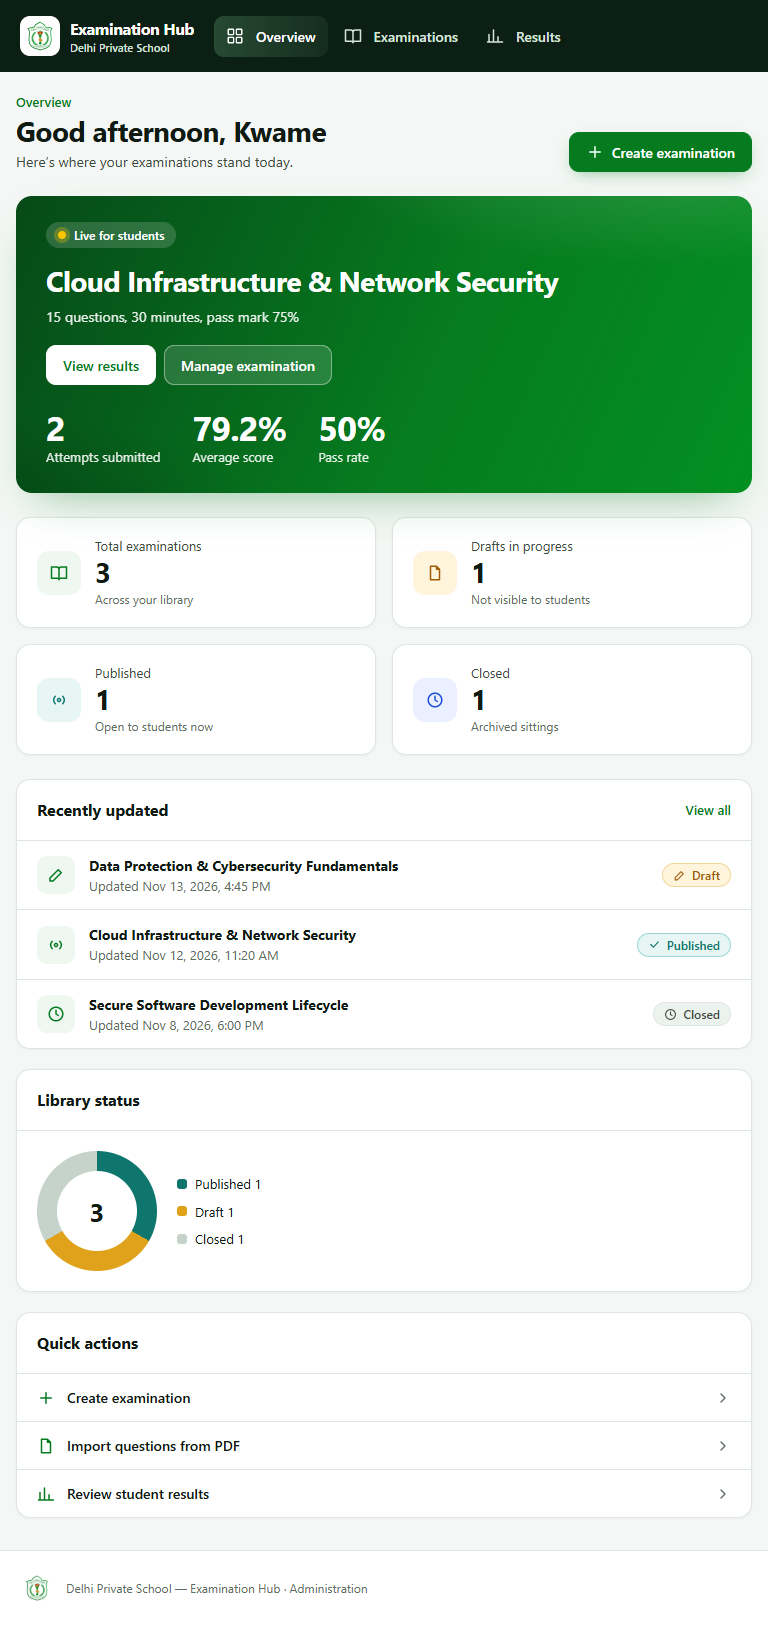 Examination Hub
Delhi Private School
Overview
Examinations
Results
Overview
Good afternoon, Kwame
Here's where your examinations stand today.
Create examination
Live for students
Cloud Infrastructure & Network Security
15 questions, 30 minutes, pass mark 75%
View results
Manage examination
2
Attempts submitted
79.2%
Average score
50%
Pass rate
Total examinations
3
Across your library
Drafts in progress
1
Not visible to students
Published
1
Open to students now
Closed
1
Archived sittings
Recently updated
View all
Data Protection & Cybersecurity Fundamentals
Updated Nov 13, 2026, 4:45 PM
Draft
Cloud Infrastructure & Network Security
Updated Nov 12, 2026, 11:20 AM
Published
Secure Software Development Lifecycle
Updated Nov 8, 2026, 6:00 PM
Closed
Library status
3
Published 1
Draft 1
Closed 1
Quick actions
Create examination
Import questions from PDF
Review student results
Delhi Private School — Examination Hub · Administration